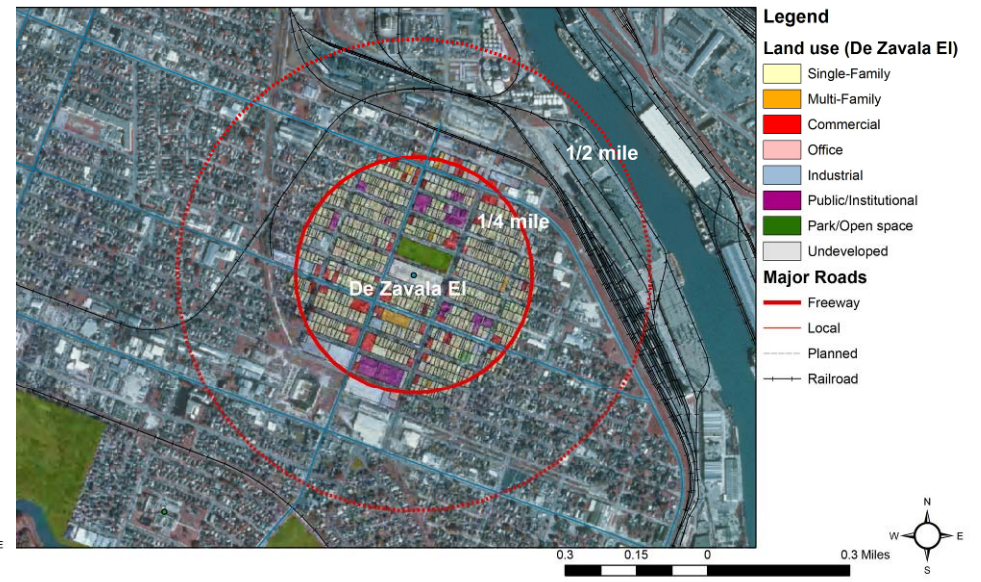 Legend
Land use (De Zavala El)
Single-Family
Multi-Family
Commercial
Office
Industrial
Public/Institutional
Park/Open space
Undeveloped
Major Roads
Freeway
Local
Planned
Railroad
1/2 mile
1/4 mile
De Zavala El
N
W E
S
E
0.3 0.15 0 0.3 Miles